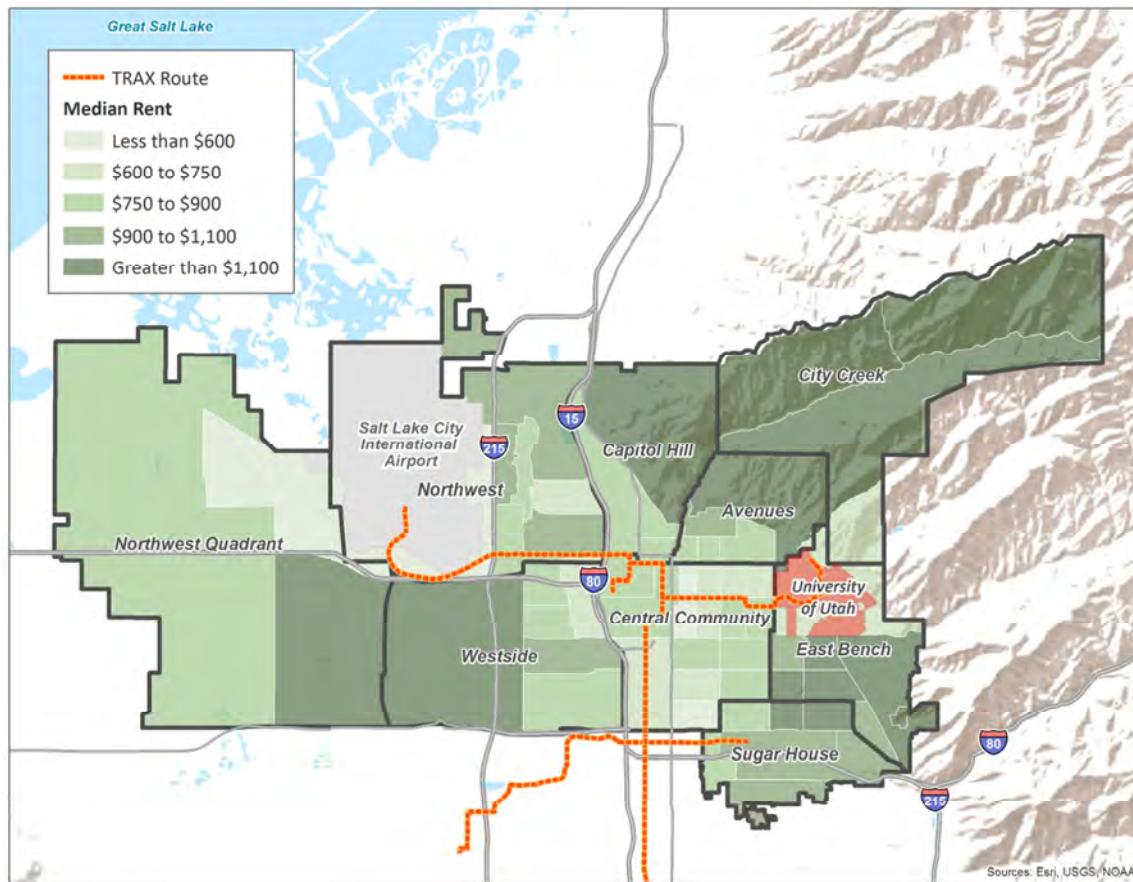 Great Salt Lake
TRAX Route
Median Rent
Less than $600
$600 to $750
$750 to $900
$900 to $1,100
Greater than $1,100
City Creek
15
Salt Lake City
International
Airport
215
Capitol Hill
Northwest
Avenues
Northwest Quadrant
80
University
of Utah
Central Community
East Bench
Westside
Sugar House
80
215
Sources: Esri, USGS, NOAA